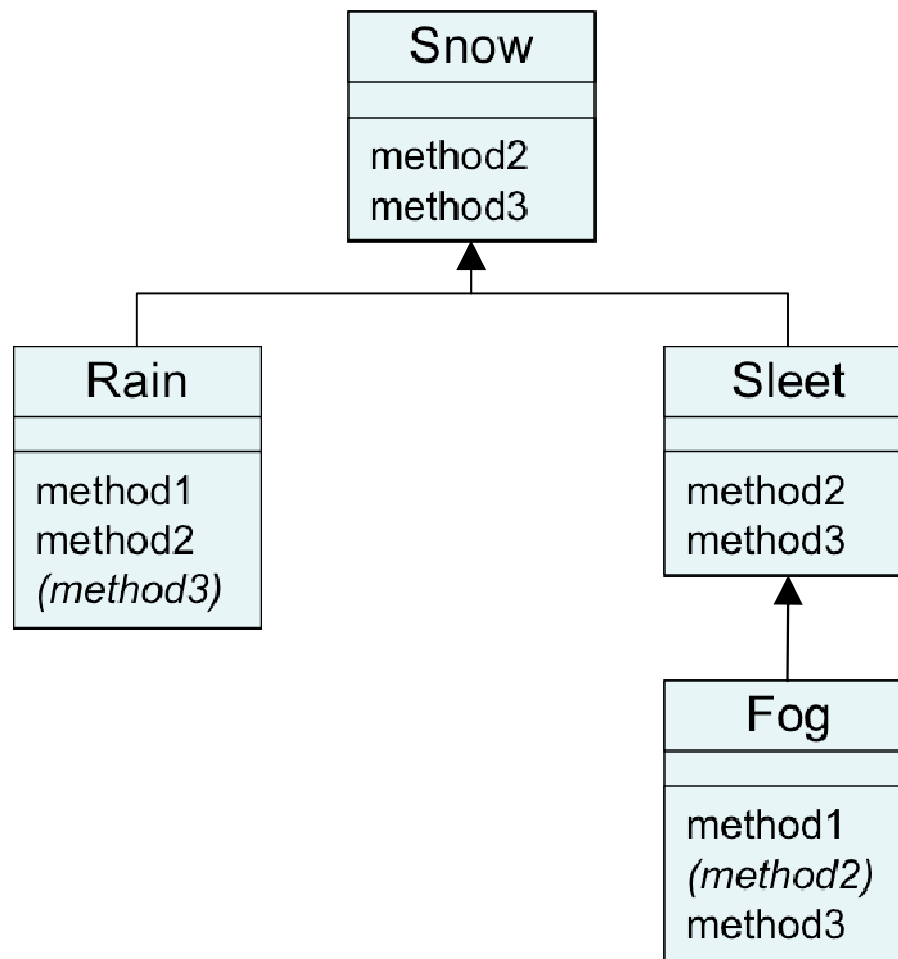 Snow
method2
method3
Rain
method1
method2
(method3)
Sleet
method2
method3
Fog
method1
(method2)
method3